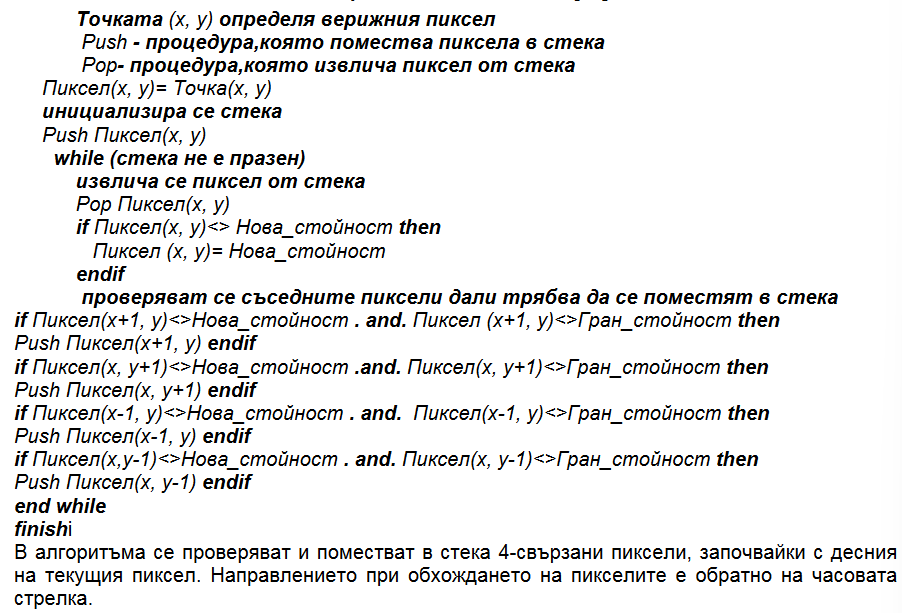 Точката (x, y) определя верижния пиксел
Push - процедура,която помества пиксела в стека
Pop- процедура,която извлича пиксел от стека
Пиксел(x, y)= Точка(x, y)
инициализира се стека
Push Пиксел(x, y)
while (стека не е празен)
извлича се пиксел от стека
Pop Пиксел(x, y)
if Пиксел(x, y)<> Нова_стойност then
Пиксел (x, y)= Нова_стойност
endif
проверяват се съседните пиксели дали трябва да се поместят в стека
if Пиксел(x+1, y)<>Нова_стойност . and. Пиксел (x+1, y)<>Гран_стойност then
Push Пиксел(x+1, y) endif
if Пиксел(x, y+1)<>Нова_стойност .and. Пиксел(x, y+1)<>Гран_стойност then
Push Пиксел(x, y+1) endif
if Пиксел(x-1, y)<>Нова_стойност . and. Пиксел(x-1, y)<>Гран_стойност then
Push Пиксел(x-1, y) endif
if Пиксел(x,y-1)<>Нова_стойност . and. Пиксел(x, y-1)<>Гран_стойност then
Push Пиксел(x, y-1) endif
end while
finishi
В алгоритъма се проверяват и поместват в стека 4-свързани пиксели, започвайки с десния
на текущия пиксел. Направлението при обхождането на пикселите е обратно на часовата
стрелка.